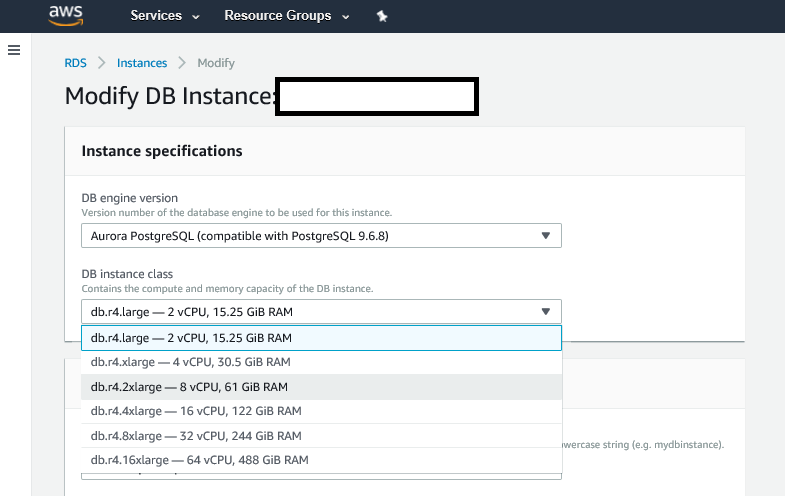 aws
Services
Resource Groups
RDS > Instances > Modify
Modify DB Instance:
Instance specifications
DB engine version
Version number of the database engine to be used for this instance.
Aurora PostgreSQL (compatible with PostgreSQL 9.6.8)
DB instance class
Contains the compute and memory capacity of the DB instance.
db.r4.large — 2 vCPU, 15.25 GiB RAM
db.r4.large — 2 vCPU, 15.25 GiB RAM
db.r4.xlarge — 4 vCPU, 30.5 GiB RAM
db.r4.2xlarge — 8 vCPU, 61 GiB RAM
db.r4.4xlarge — 16 vCPU, 122 GiB RAM
db.r4.8xlarge — 32 vCPU, 244 GiB RAM
wercase string (e.g. mydbinstance).
db.r4.16xlarge — 64 vCPU, 488 GiB RAM